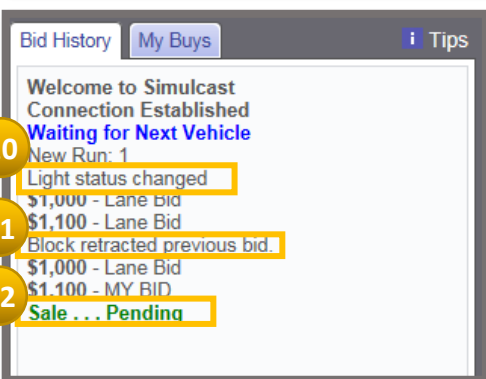 Bid History My Buys i Tips
Welcome to Simulcast
Connection Established
Waiting for Next Vehicle
0
New Run: 1
Light status changed
$1,000 - Lane Bid
1
$1,100 - Lane Bid
Block retracted previous bid.
$1,000 - Lane Bid
2
$1,100 - MY BID
Sale . . . Pending